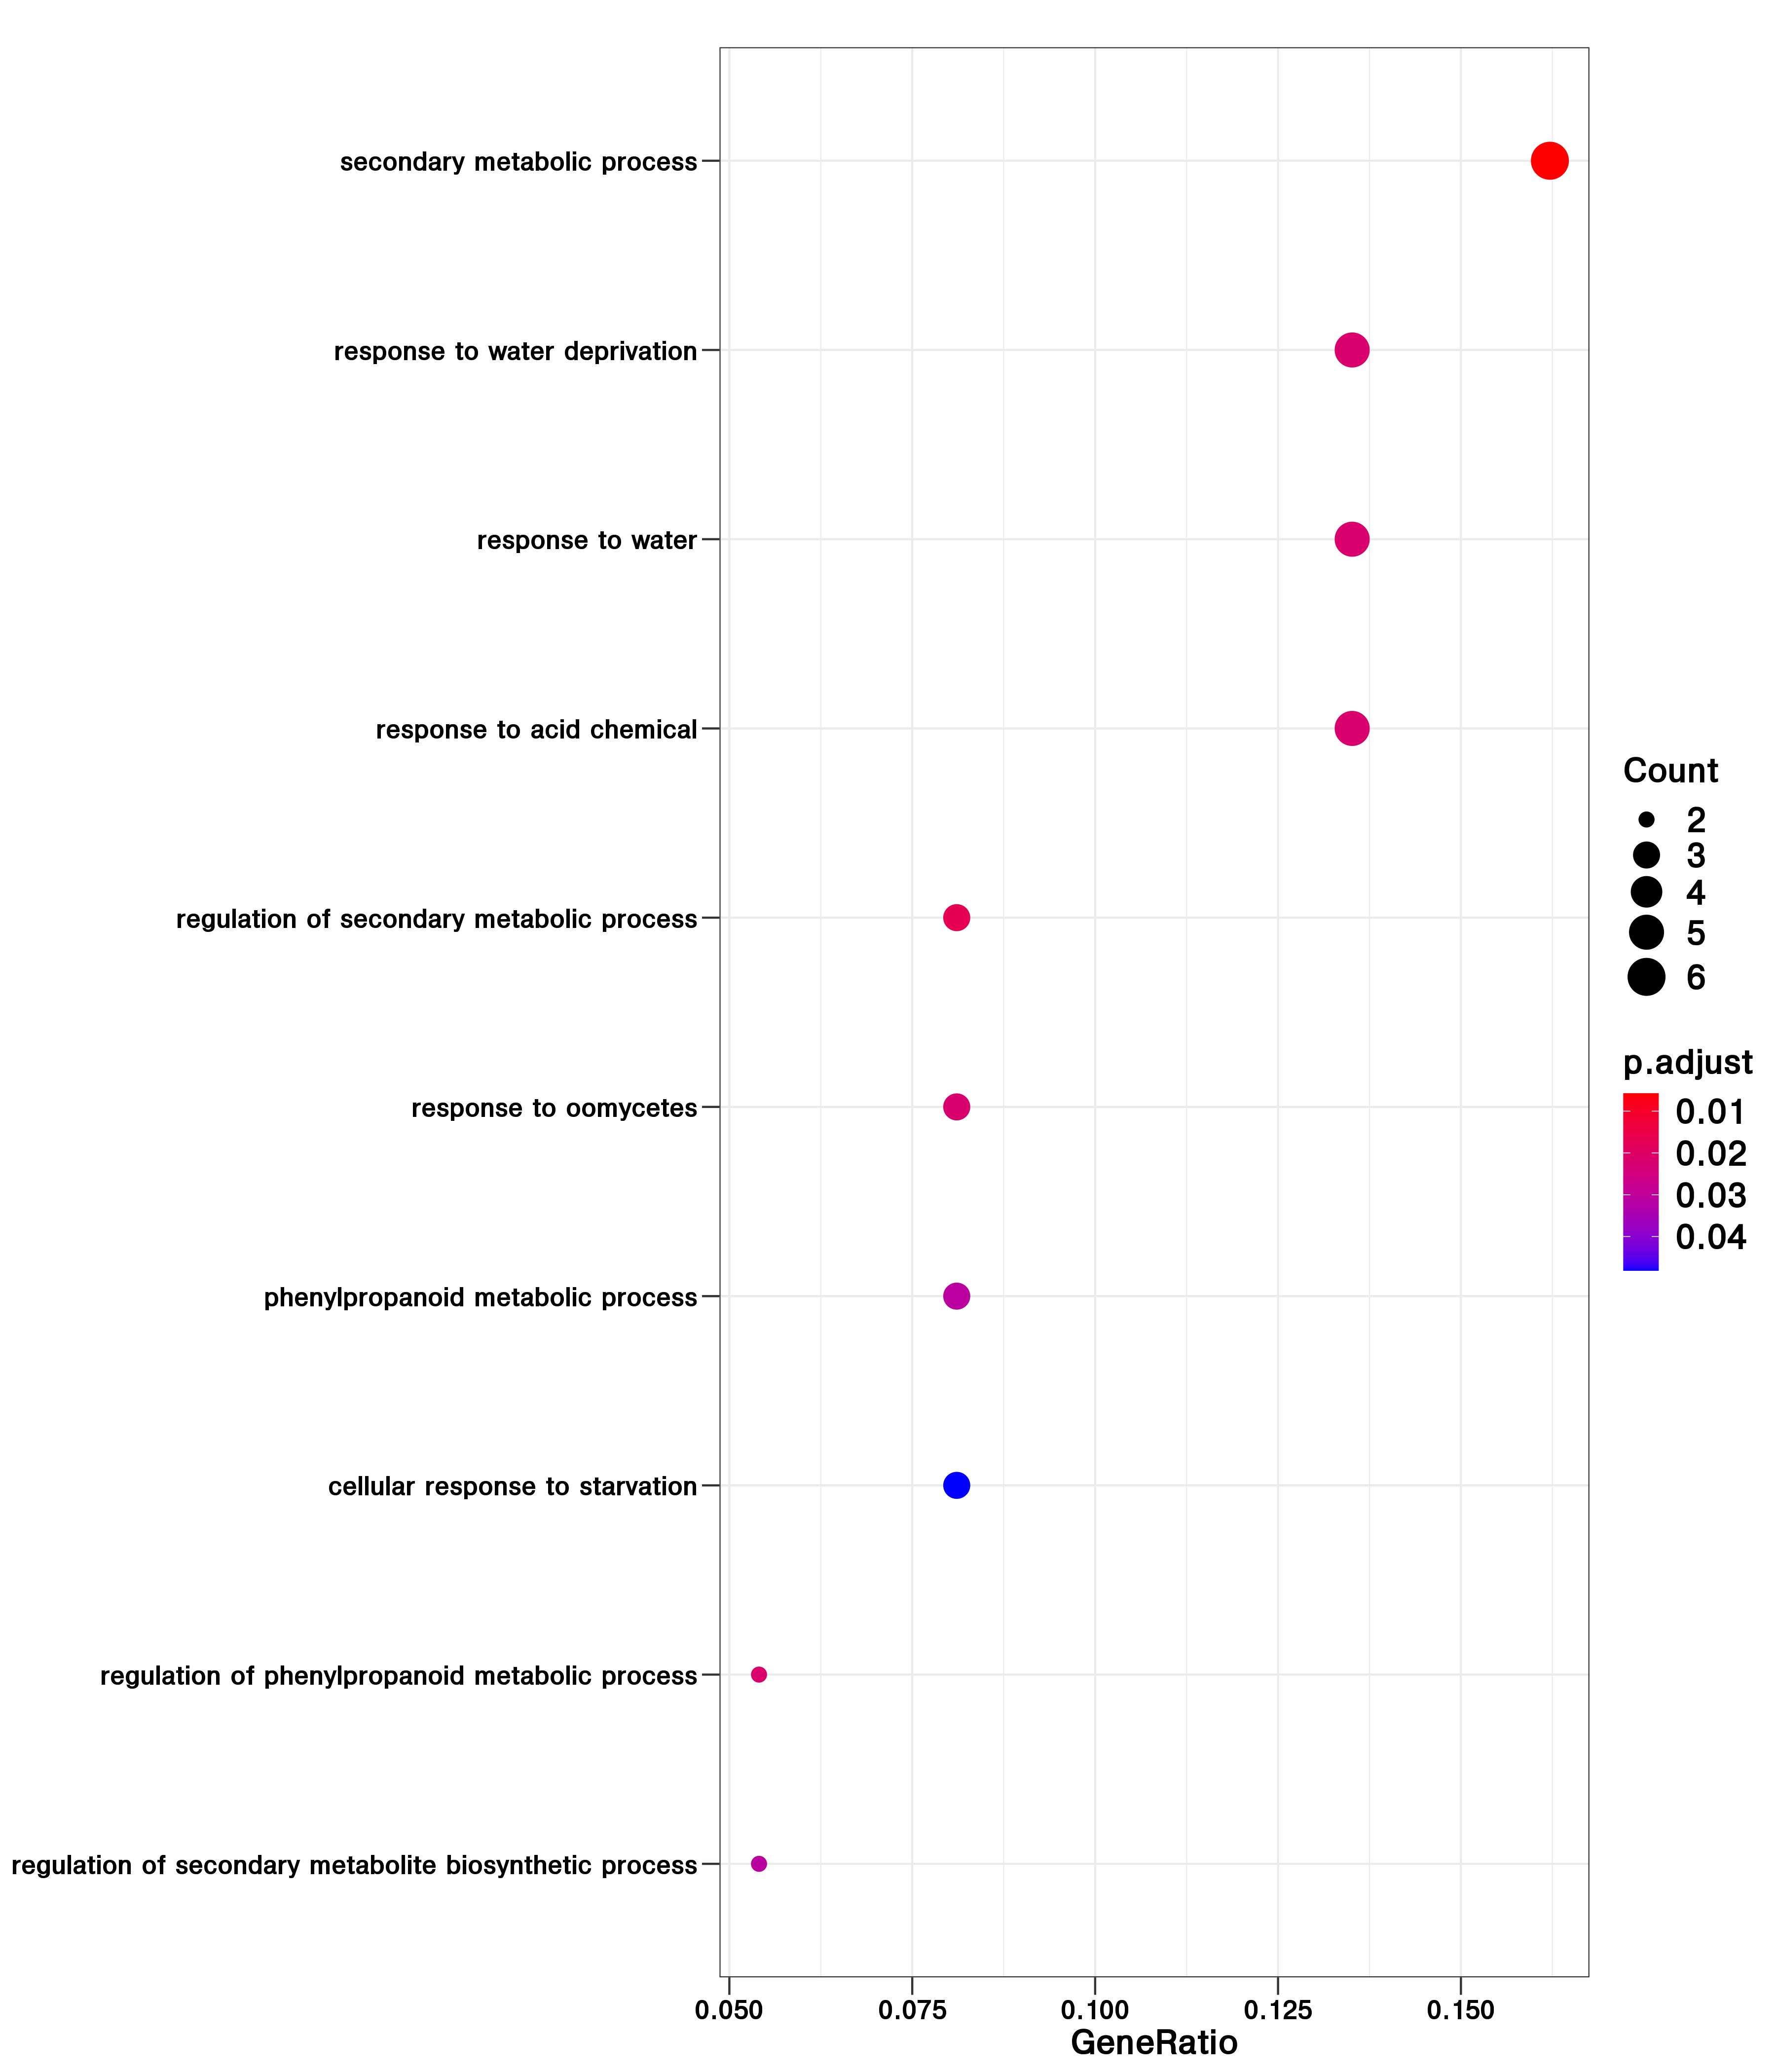 secondary metabolic process
response to water deprivation
response to water
response to acid chemical
regulation of secondary metabolic process
response to oomycetes
phenylpropanoid metabolic process
cellular response to starvation
regulation of phenylpropanoid metabolic process
regulation of secondary metabolite biosynthetic process
0.050 0.075 0.100 0.125 0.150
GeneRatio
Count
2
3
4
5
6
p.adjust
0.01
0.02
0.03
0.04